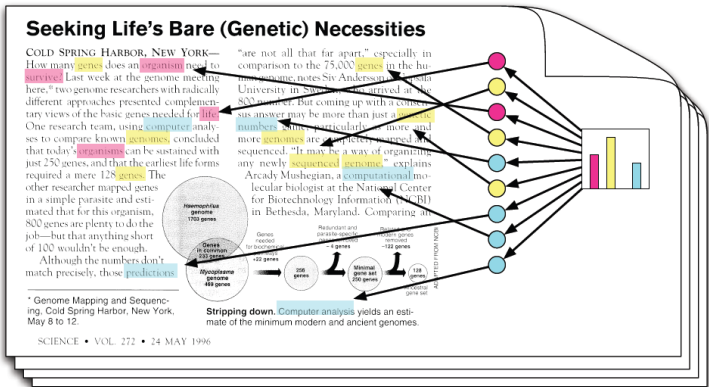 Seeking Life's Bare (Genetic) Necessities
COLD SPRING HARBOR, NEW YORK—
How many genes does an organism need to
survive? Last week at the genome meeting
here,* two genome researchers with radically
different approaches presented complemen-
tary views of the basic genes needed for life.
One research team, using computer analy-
ses to compare known genomes, concluded
that today's organisms can be sustained with
just 250 genes, and that the earliest life forms
required a mere 128 genes. The
other researcher mapped genes
in a simple parasite and esti-
mated that for this organism,
800 genes are plenty to do the
job—but that anything short
of 100 wouldn't be enough.
Although the numbers don't
match precisely, those predictions
* Genome Mapping and Sequenc-
ing, Cold Spring Harbor, New York,
May 8 to 12.
"are not all that far apart," especially in
comparison to the 75,000 genes in the hu-
man genome, notes Siv Andersson
University in Sweden, who arrived at the
800 number. But coming up with a consen-
sus answer may be more than just a genetic
numbers game, particularly as more and
more genomes are completely mapped and
sequenced. "It may be a way of organizing
any newly sequenced genome," explains
Arcady Mushegian, a computational mo-
lecular biologist at the National Center
for Biotechnology Information (NCBI)
in Bethesda, Maryland. Comparing an
Haemophilus
genome
1703 genes
Genes
in common
233 genes
Mycoplasma
genome
469 genes
Genes
needed
for biochemical
+22 genes
256
genes
Redundant and
parasite-specific
genes removed
– 4 genes
Minimal
gene set
250 genes
genes
removed
–122 genes
128
genes
Ancestral
gene set
ADAPTED FROM NCBI
Stripping down. Computer analysis yields an esti-
mate of the minimum modern and ancient genomes.
SCIENCE • VOL. 272 • 24 MAY 1996